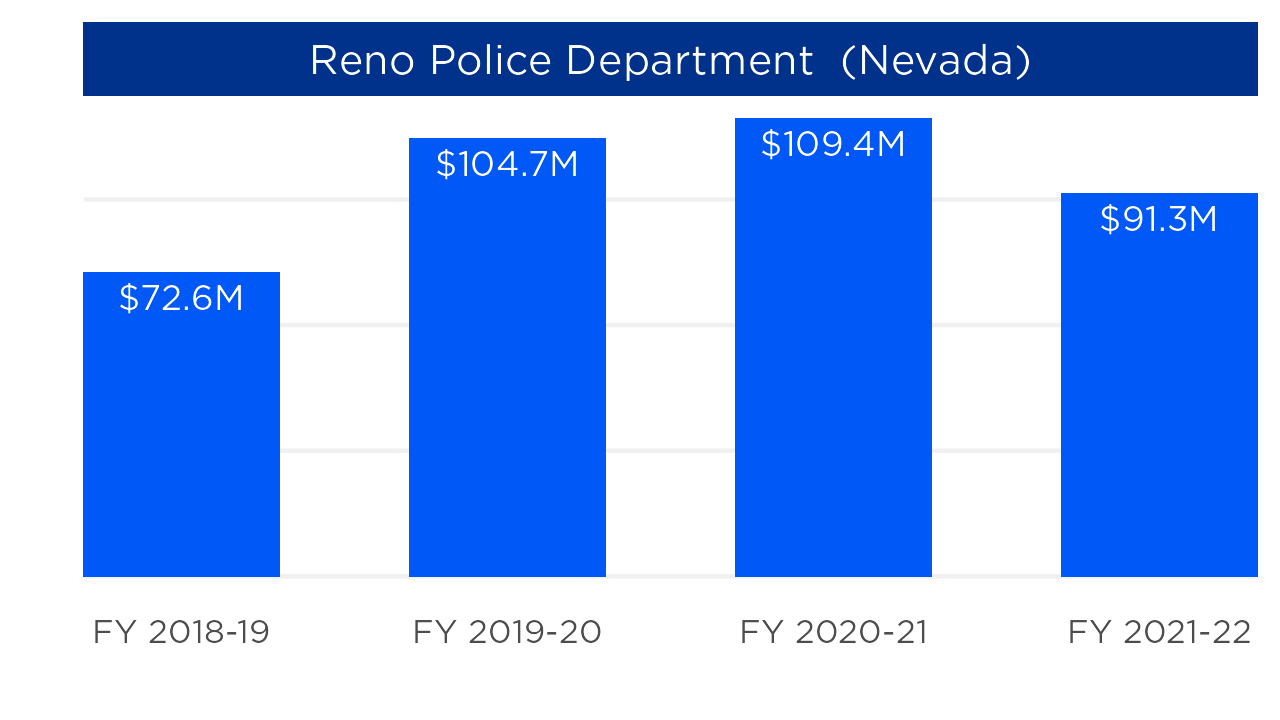 Reno Police Department (Nevada)
$72.6M
$104.7M
$109.4M
$91.3M
FY 2018-19
FY 2019-20
FY 2020-21
FY 2021-22